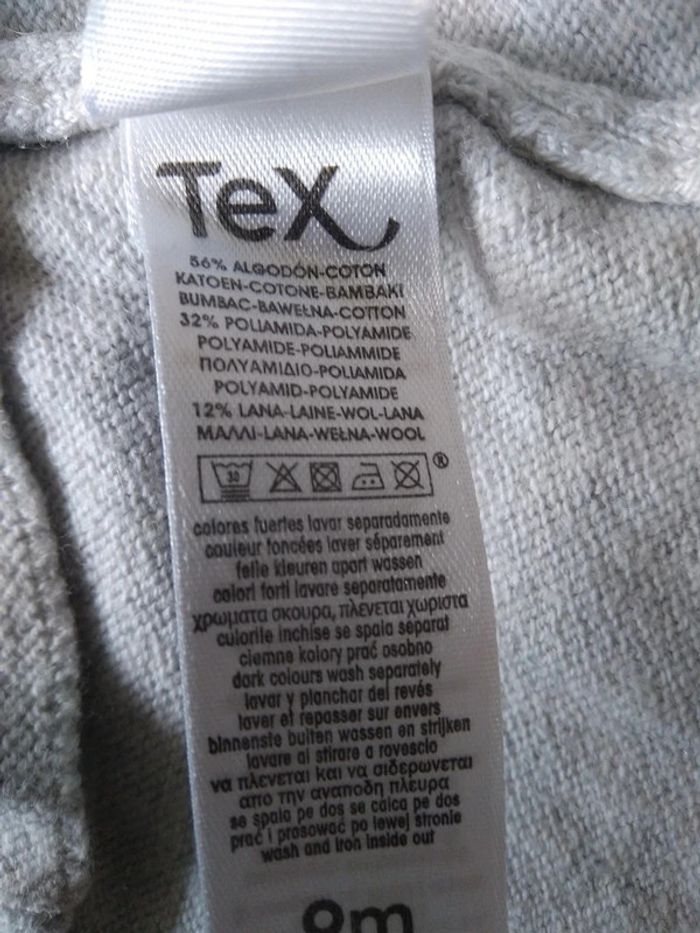 Tex
56% ALGODÓN-COTON
KATOEN-COTONE-BAMBAKI
BUMBAC-BAWEŁNA-COTTON
32% POLIAMIDA-POLYAMIDE
POLYAMIDE-POLIAMMIDE
ΠΟΛΥΑΜΙΔΙΟ-POLIAMIDA
POLYAMID-POLYAMIDE
12% LANA-LAINE-WOL-LANA
ΜΑΛΛΙ-LANA-WEŁNA-WOOL
30 ®
colores fuertes lavar separadamente
couleur foncées laver séparement
felle kleuren apart wassen
colori forti lavare separatamente
χρωματα σκουρα, πλενεται χωριστα
culorile inchise se spala separat
ciemne kolory prać osobno
dark colours wash separately
lavar y planchar del revés
laver et repasser sur envers
binnenste buiten wassen en strijken
lavare al stirare a rovescio
να πλενεται και να σιδερωνεται
απο την αναποδη πλευρα
se spala pe dos se calca pe dos
prać i prasować po lewej stronie
wash and iron inside out
9m